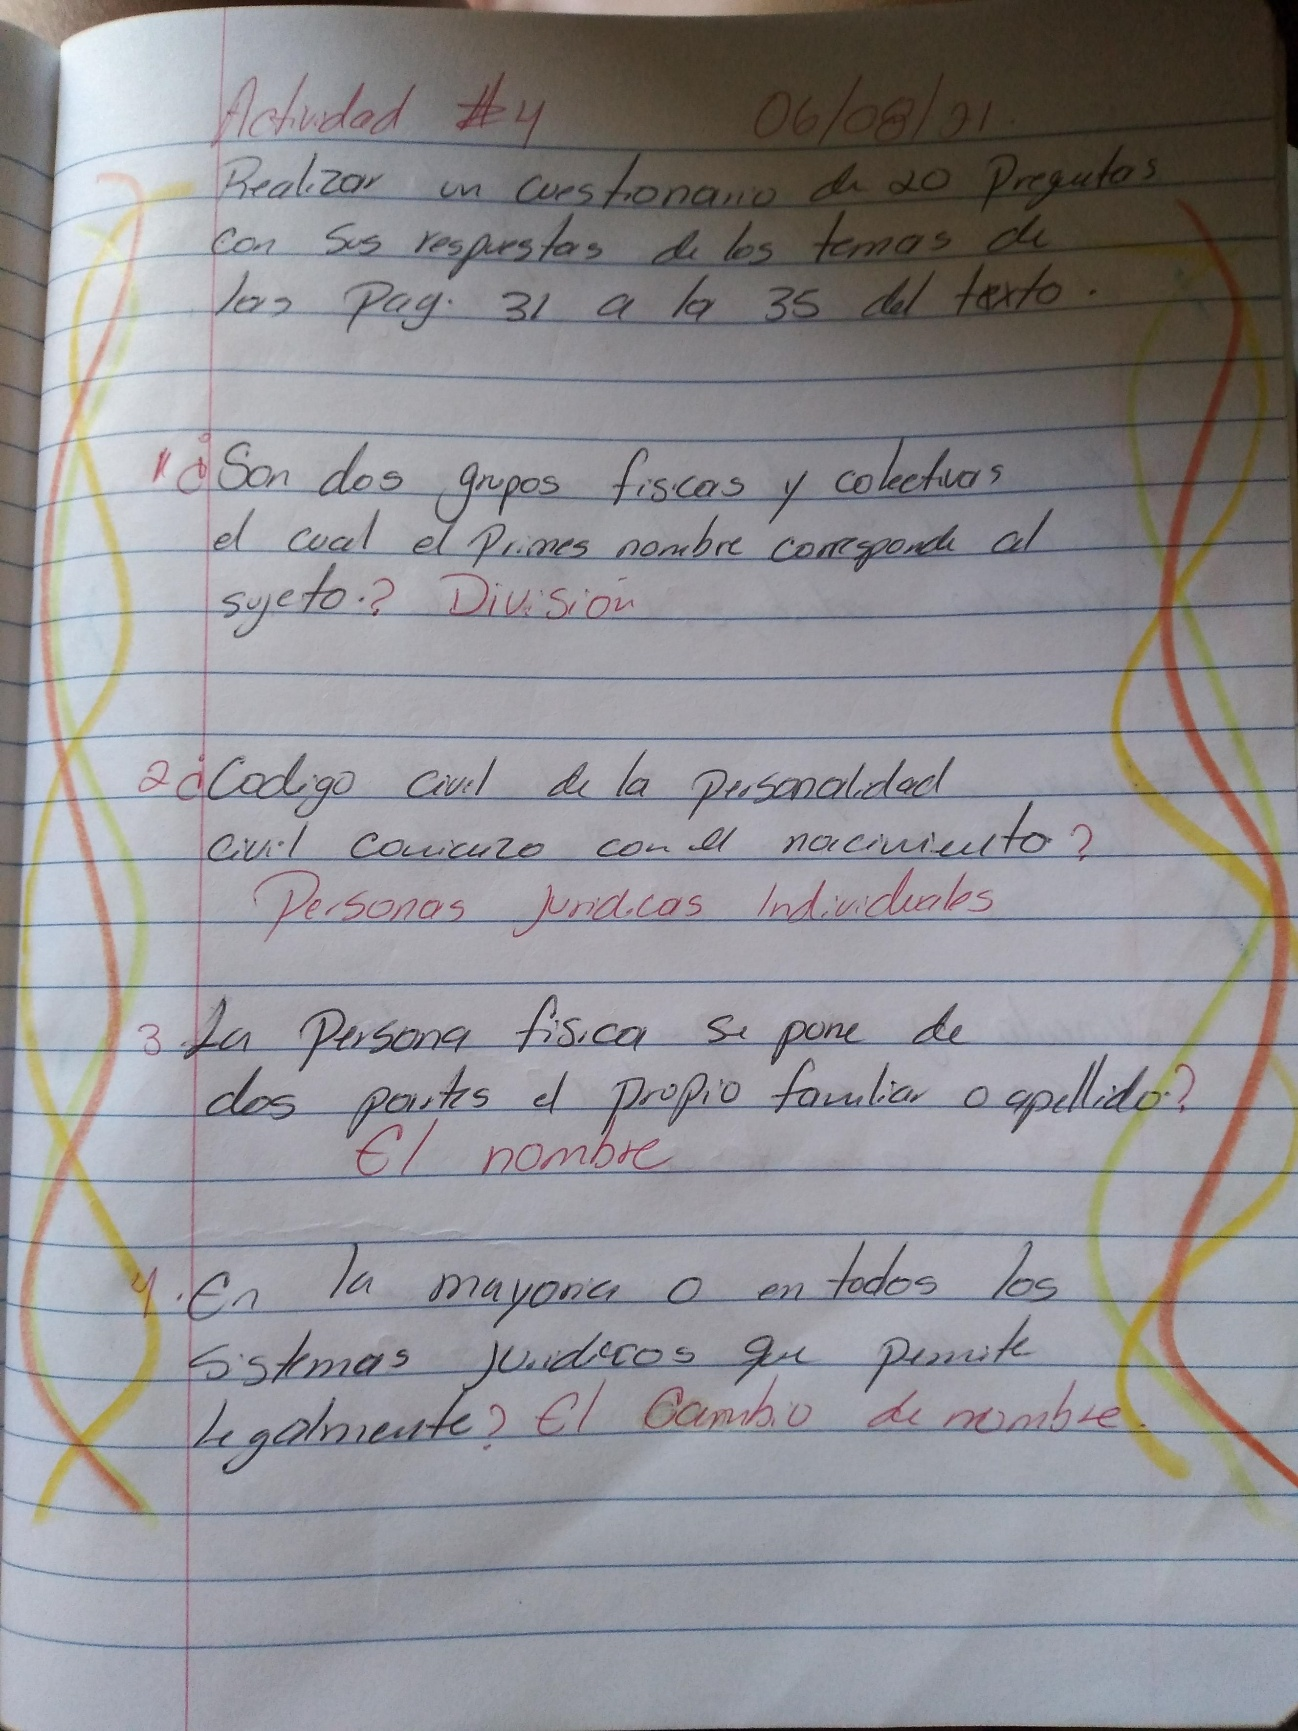 Actividad #4 06/08/21.
Realizar un cuestionario de 20 Pregutas
con sus respuestas de los temas de
las Pag. 31 a la 35 del texto.
1 ¿Son dos grupos fisicas y colectivas
el cual el Primes nombre corresponde al
sujeto.? División
2 ¿Codigo civil de la personalidad
civil comienzo con el nacimiento?
Personas Juridicas Individuales
3. La Persona fisica se pone de
dos partes el propio familiar o apellido?
El nombre
4. En la mayoria o en todos los
sistemas juridicos que permite
Legalmente? El Cambio de nombre.